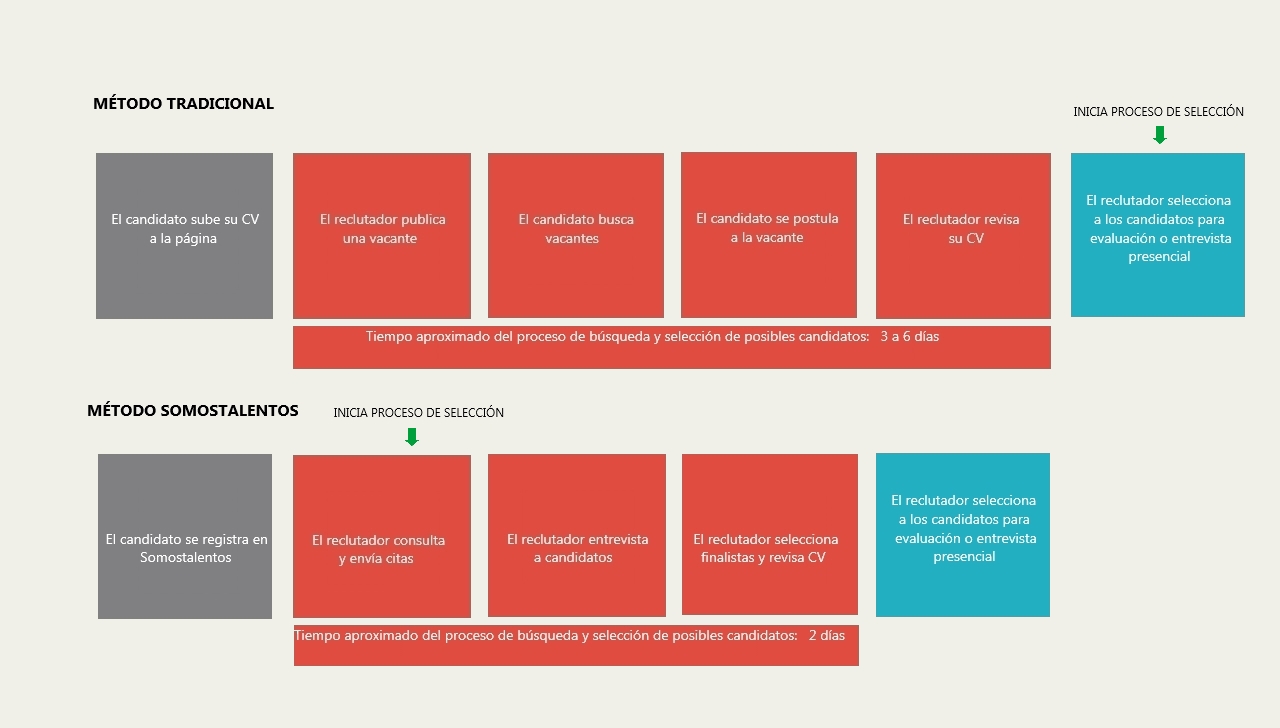 MÉTODO TRADICIONAL
INICIA PROCESO DE SELECCIÓN
El candidato sube su CV
a la página
El reclutador publica
una vacante
El candidato busca
vacantes
El candidato se postula
a la vacante
El reclutador revisa
su CV
El reclutador selecciona
a los candidatos para
evaluación o entrevista
presencial
Tiempo aproximado del proceso de búsqueda y selección de posibles candidatos: 3 a 6 días
MÉTODO SOMOSTALENTOS
INICIA PROCESO DE SELECCIÓN
El candidato se registra en
Somostalentos
El reclutador consulta
y envía citas
El reclutador entrevista
a candidatos
El reclutador selecciona
finalistas y revisa CV
El reclutador selecciona
a los candidatos para
evaluación o entrevista
presencial
Tiempo aproximado del proceso de búsqueda y selección de posibles candidatos: 2 días